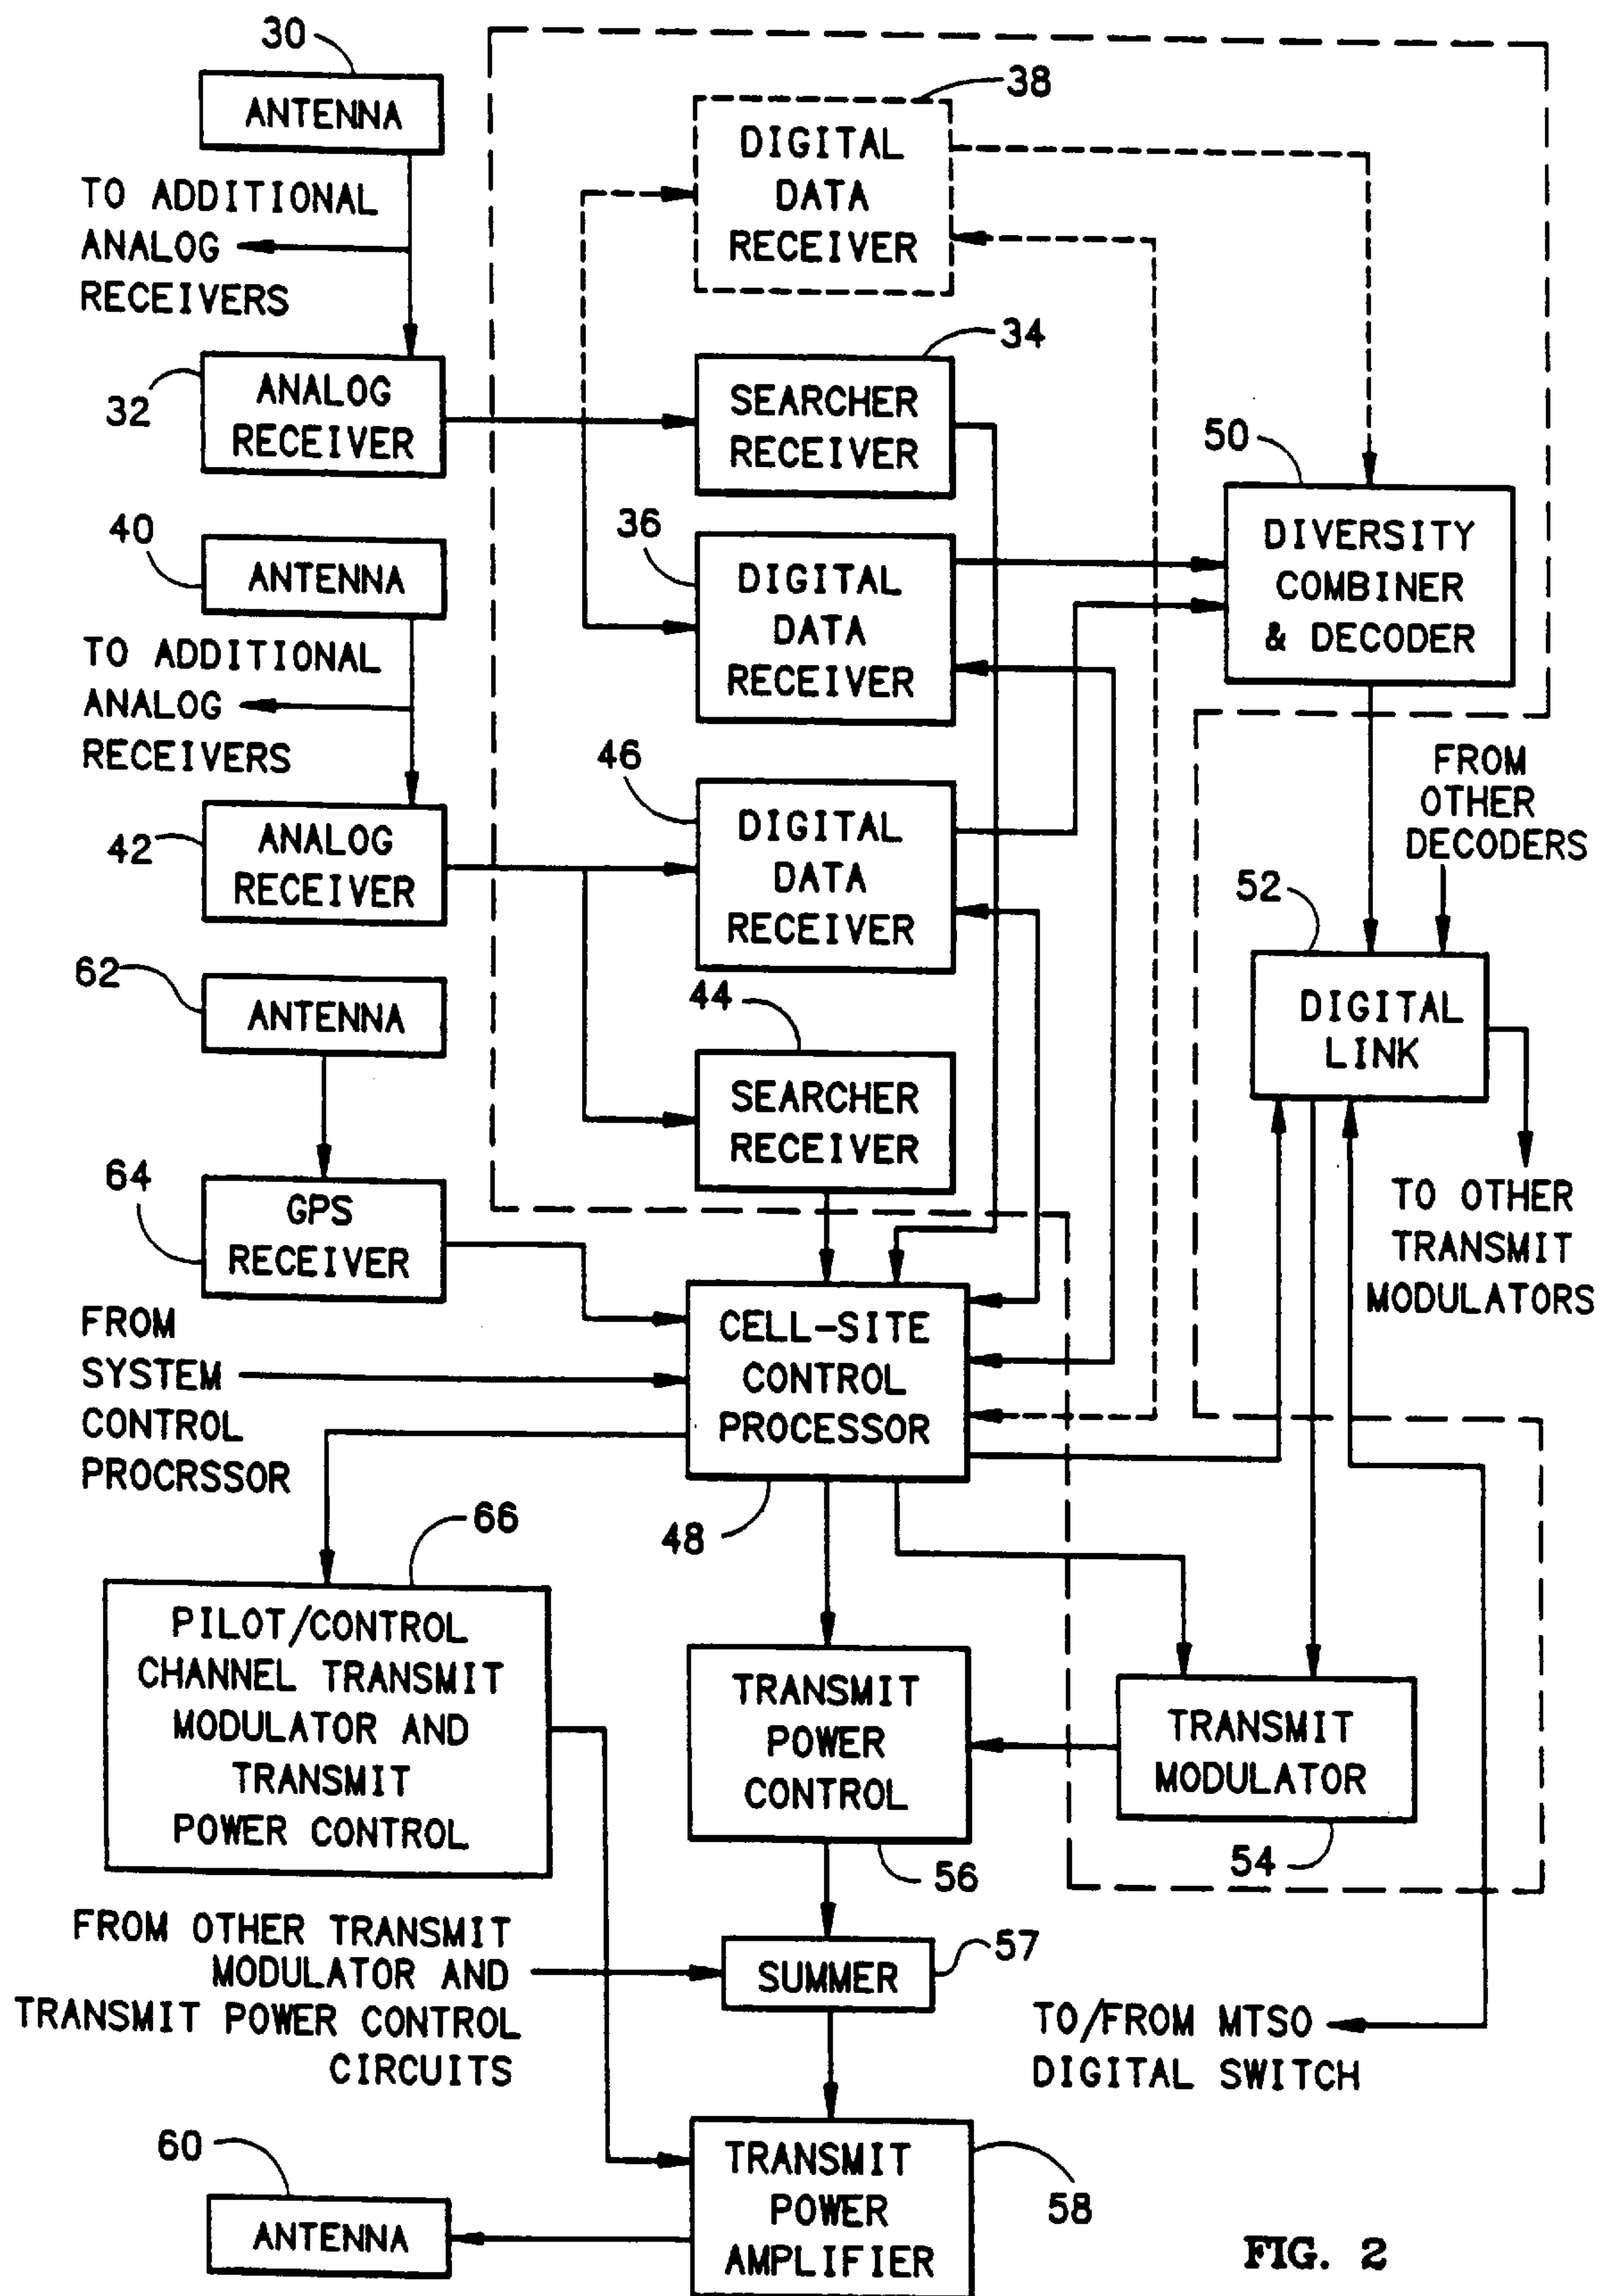 30
ANTENNA
TO ADDITIONAL
ANALOG
RECEIVERS
32
ANALOG
RECEIVER
38
DIGITAL
DATA
RECEIVER
34
SEARCHER
RECEIVER
40
ANTENNA
TO ADDITIONAL
ANALOG
RECEIVERS
36
DIGITAL
DATA
RECEIVER
50
DIVERSITY
COMBINER
& DECODER
42
ANALOG
RECEIVER
46
DIGITAL
DATA
RECEIVER
FROM
OTHER
DECODERS
52
DIGITAL
LINK
62
ANTENNA
44
SEARCHER
RECEIVER
64
GPS
RECEIVER
TO OTHER
TRANSMIT
MODULATORS
FROM
SYSTEM
CONTROL
PROCRSSOR
CELL-SITE
CONTROL
PROCESSOR
48
66
PILOT/CONTROL
CHANNEL TRANSMIT
MODULATOR AND
TRANSMIT
POWER CONTROL
TRANSMIT
POWER
CONTROL
56
TRANSMIT
MODULATOR
54
FROM OTHER TRANSMIT
MODULATOR AND
TRANSMIT POWER CONTROL
CIRCUITS
SUMMER
57
TO/FROM MTSO
DIGITAL SWITCH
60
ANTENNA
TRANSMIT
POWER
AMPLIFIER
58
FIG. 2